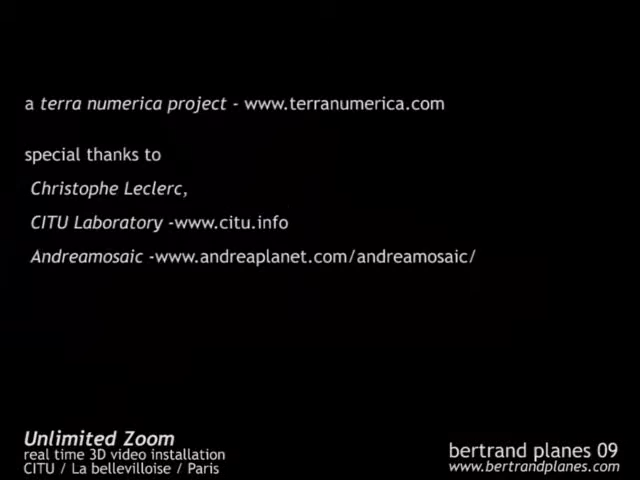 a terra numerica project - www.terranumerica.com
special thanks to
Christophe Leclerc,
CITU Laboratory -www.citu.info
Andreamosaic -www.andreaplanet.com/andreamosaic/
Unlimited Zoom
real time 3D video installation
CITU / La bellevilloise / Paris
bertrand planes 09
www.bertrandplanes.com